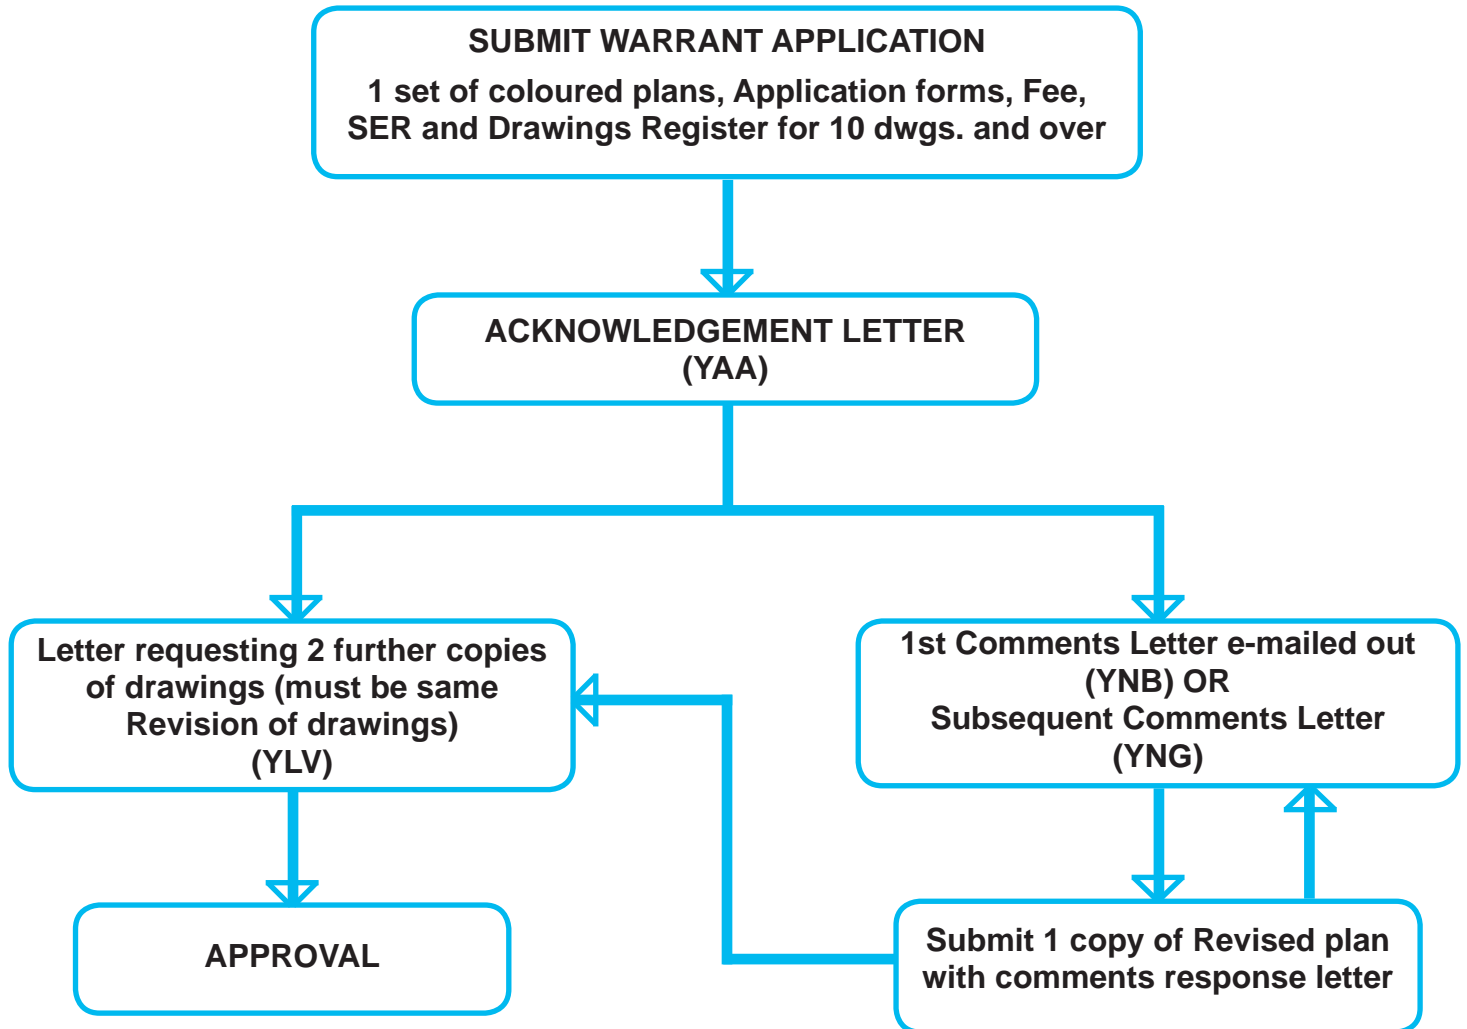 SUBMIT WARRANT APPLICATION
1 set of coloured plans, Application forms, Fee,
SER and Drawings Register for 10 dwgs. and over
ACKNOWLEDGEMENT LETTER
(YAA)
Letter requesting 2 further copies
of drawings (must be same
Revision of drawings)
(YLV)
1st Comments Letter e-mailed out
(YNB) OR
Subsequent Comments Letter
(YNG)
APPROVAL
Submit 1 copy of Revised plan
with comments response letter